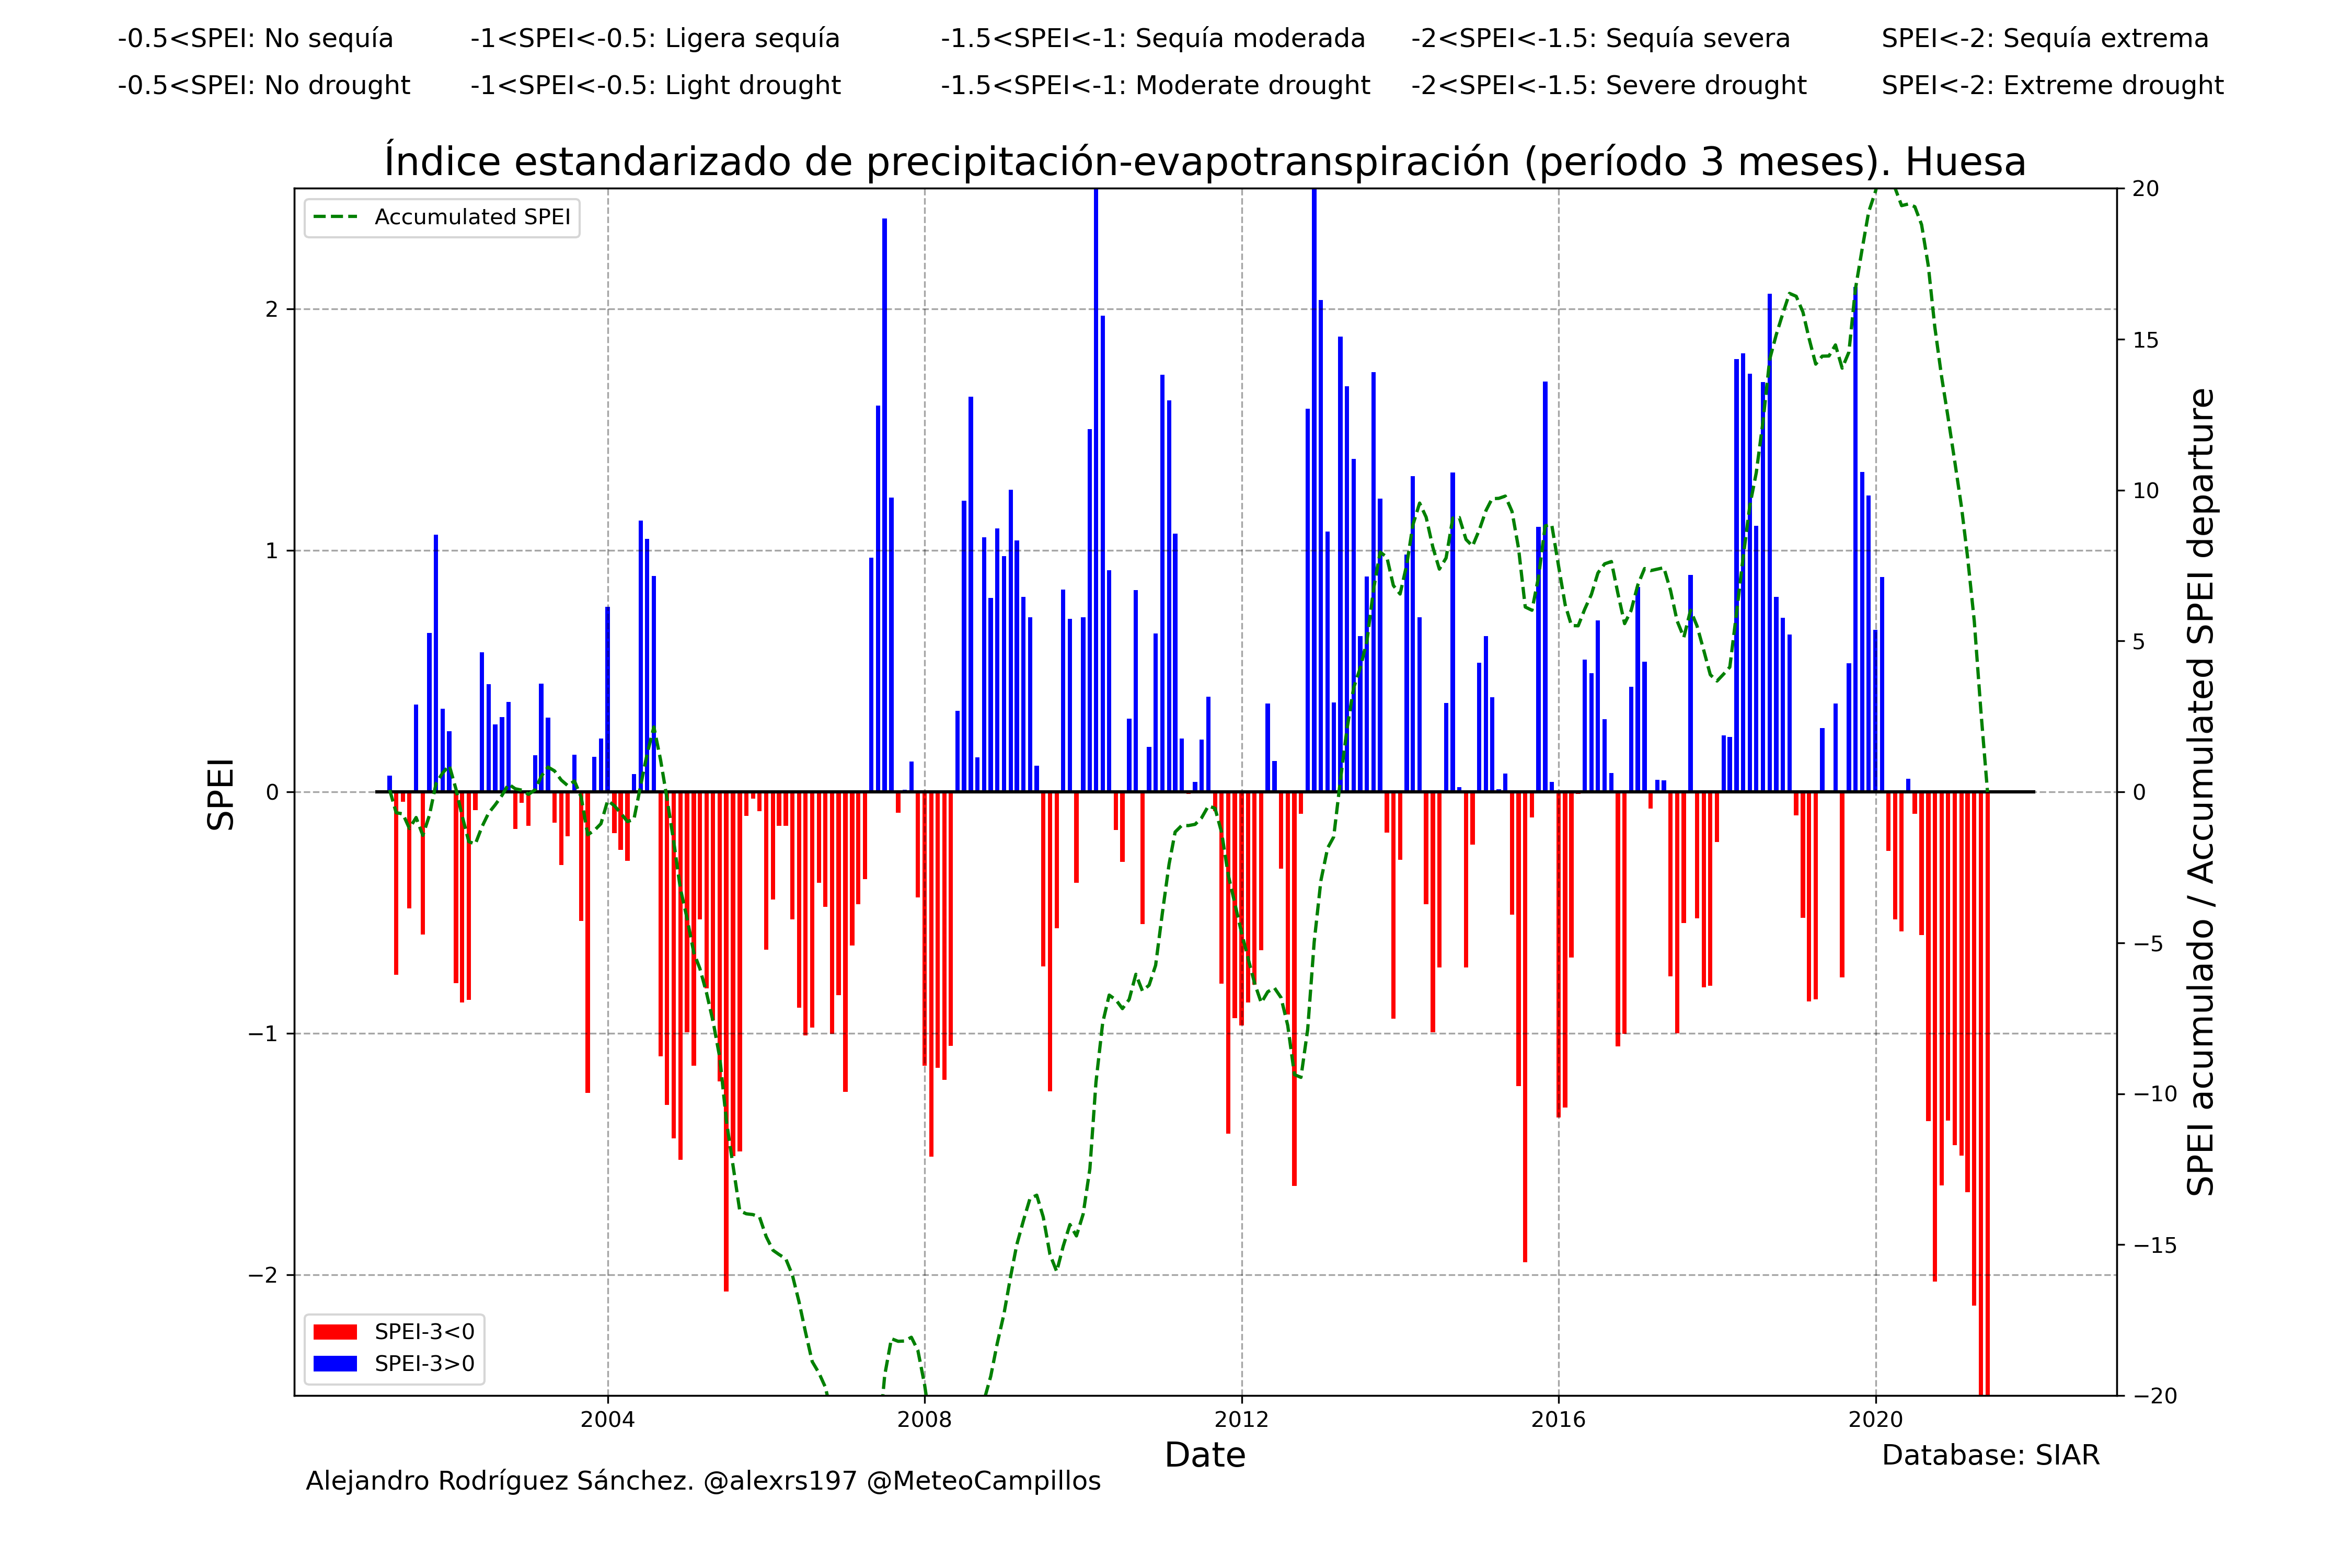 -0.5<SPEI: No sequía -1<SPEI<-0.5: Ligera sequía -1.5<SPEI<-1: Sequía moderada -2<SPEI<-1.5: Sequía severa SPEI<-2: Sequía extrema
-0.5<SPEI: No drought -1<SPEI<-0.5: Light drought -1.5<SPEI<-1: Moderate drought -2<SPEI<-1.5: Severe drought SPEI<-2: Extreme drought
Índice estandarizado de precipitación-evapotranspiración (período 3 meses). Huesa
Accumulated SPEI
2
1
0
−1
−2
SPEI
20
15
10
5
0
−5
−10
−15
−20
SPEI acumulado / Accumulated SPEI departure
SPEI-3<0
SPEI-3>0
2004 2008 2012 2016 2020
Date
Database: SIAR
Alejandro Rodríguez Sánchez. @alexrs197 @MeteoCampillos